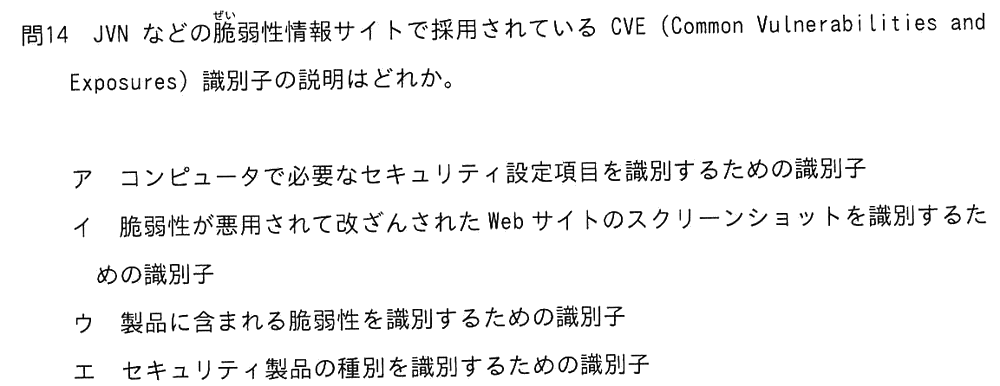 問14 JVN などの脆弱性情報サイトで採用されている CVE (Common Vulnerabilities and
Exposures) 識別子の説明はどれか。
ア コンピュータで必要なセキュリティ設定項目を識別するための識別子
イ 脆弱性が悪用されて改ざんされた Web サイトのスクリーンショットを識別するた
めの識別子
ウ 製品に含まれる脆弱性を識別するための識別子
エ セキュリティ製品の種別を識別するための識別子